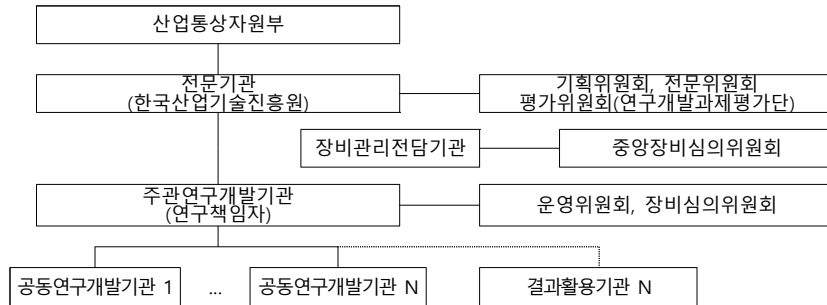 산업통상자원부
전문기관
(한국산업기술진흥원)
기획위원회, 전문위원회
평가위원회(연구개발과제평가단)
장비관리전담기관
중앙장비심의위원회
주관연구개발기관
(연구책임자)
운영위원회, 장비심의위원회
공동연구개발기관 1
...
공동연구개발기관 N
결과활용기관 N